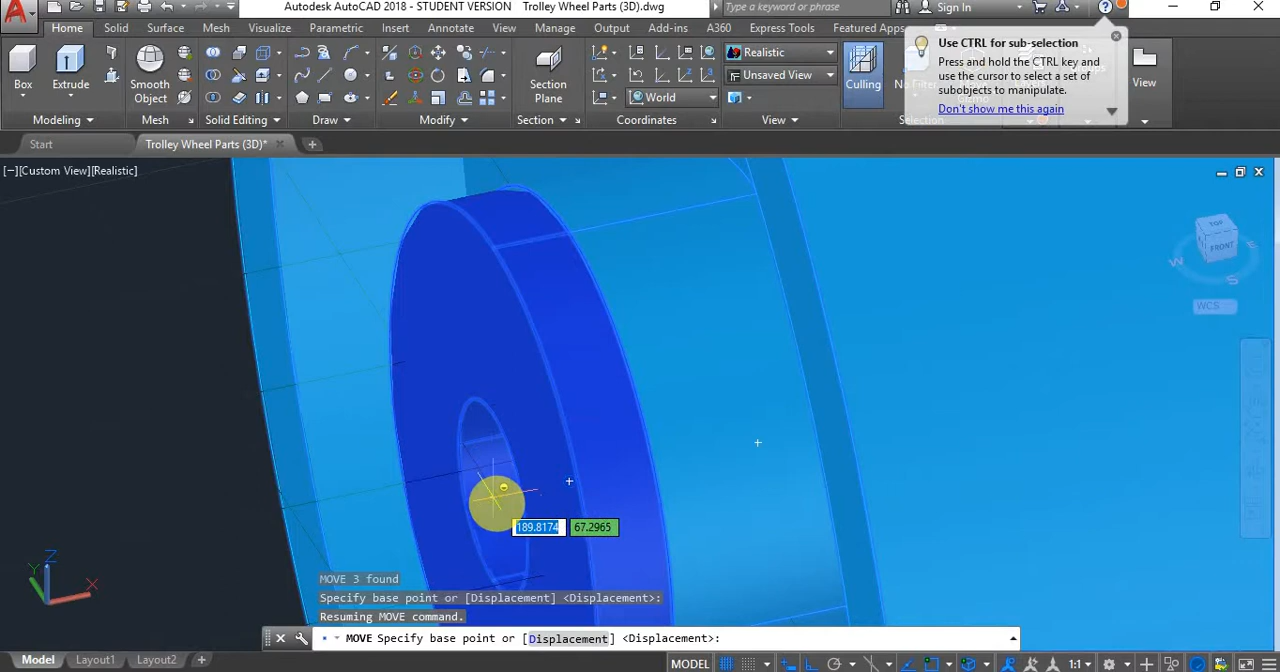 Autodesk AutoCAD 2018 - STUDENT VERSION    Trolley Wheel Parts (3D).dwg
Type a keyword or phrase
Sign In
Home Solid Surface Mesh Visualize Parametric Insert Annotate View Manage Output Add-ins A360 Express Tools Featured Apps
Box
Extrude
Smooth
Object
Section
Plane
Realistic
Unsaved View
World
Culling
No Filter
View
Modeling Mesh Solid Editing Draw Modify Section Coordinates View Selection
Use CTRL for sub-selection
Press and hold the CTRL key and
use the cursor to select a set of
subobjects to manipulate.
Don't show me this again
Start Trolley Wheel Parts (3D)*
[−][Custom View][Realistic]
TOP
FRONT
W
E
S
WCS
189.8174 67.2965
Z
Y
X
MOVE 3 found
Specify base point or [Displacement] <Displacement>:
Resuming MOVE command.
MOVE Specify base point or [Displacement] <Displacement>:
Model Layout1 Layout2 +
MODEL
1:1